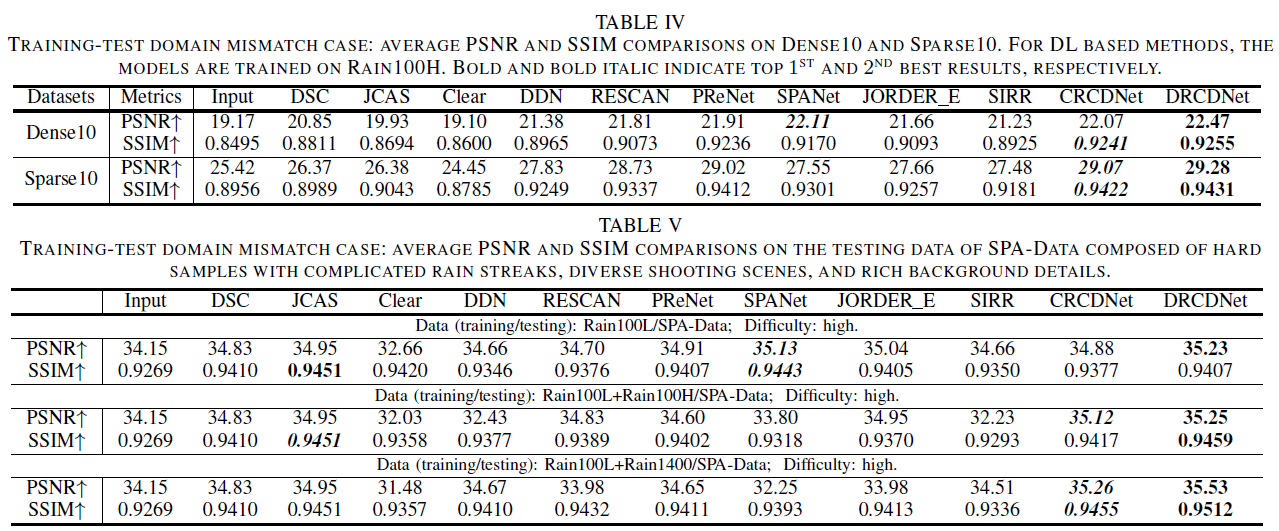 TABLE IV
TRAINING-TEST DOMAIN MISMATCH CASE: AVERAGE PSNR AND SSIM COMPARISONS ON DENSE10 AND SPARSE10. FOR DL BASED METHODS, THE
MODELS ARE TRAINED ON RAIN100H. BOLD AND BOLD ITALIC INDICATE TOP 1ST AND 2ND BEST RESULTS, RESPECTIVELY.
Datasets Metrics Input DSC JCAS Clear DDN RESCAN PReNet SPANet JORDER_E SIRR CRCDNet DRCDNet
Dense10 PSNR↑ 19.17 20.85 19.93 19.10 21.38 21.81 21.91 22.11 21.66 21.23 22.07 22.47
SSIM↑ 0.8495 0.8811 0.8694 0.8600 0.8965 0.9073 0.9236 0.9170 0.9093 0.8925 0.9241 0.9255
Sparse10 PSNR↑ 25.42 26.37 26.38 24.45 27.83 28.73 29.02 27.55 27.66 27.48 29.07 29.28
SSIM↑ 0.8956 0.8989 0.9043 0.8785 0.9249 0.9337 0.9412 0.9301 0.9257 0.9181 0.9422 0.9431
TABLE V
TRAINING-TEST DOMAIN MISMATCH CASE: AVERAGE PSNR AND SSIM COMPARISONS ON THE TESTING DATA OF SPA-DATA COMPOSED OF HARD
SAMPLES WITH COMPLICATED RAIN STREAKS, DIVERSE SHOOTING SCENES, AND RICH BACKGROUND DETAILS.
Input DSC JCAS Clear DDN RESCAN PReNet SPANet JORDER_E SIRR CRCDNet DRCDNet
Data (training/testing): Rain100L/SPA-Data; Difficulty: high.
PSNR↑ 34.15 34.83 34.95 32.66 34.66 34.70 34.91 35.13 35.04 34.66 34.88 35.23
SSIM↑ 0.9269 0.9410 0.9451 0.9420 0.9346 0.9376 0.9407 0.9443 0.9405 0.9350 0.9377 0.9407
Data (training/testing): Rain100L+Rain100H/SPA-Data; Difficulty: high.
PSNR↑ 34.15 34.83 34.95 32.03 32.43 34.83 34.60 33.80 34.95 32.23 35.12 35.25
SSIM↑ 0.9269 0.9410 0.9451 0.9358 0.9377 0.9389 0.9402 0.9318 0.9370 0.9293 0.9417 0.9459
Data (training/testing): Rain100L+Rain1400/SPA-Data; Difficulty: high.
PSNR↑ 34.15 34.83 34.95 31.48 34.67 33.98 34.65 32.25 33.98 34.51 35.26 35.53
SSIM↑ 0.9269 0.9410 0.9451 0.9357 0.9410 0.9432 0.9411 0.9393 0.9413 0.9336 0.9455 0.9512